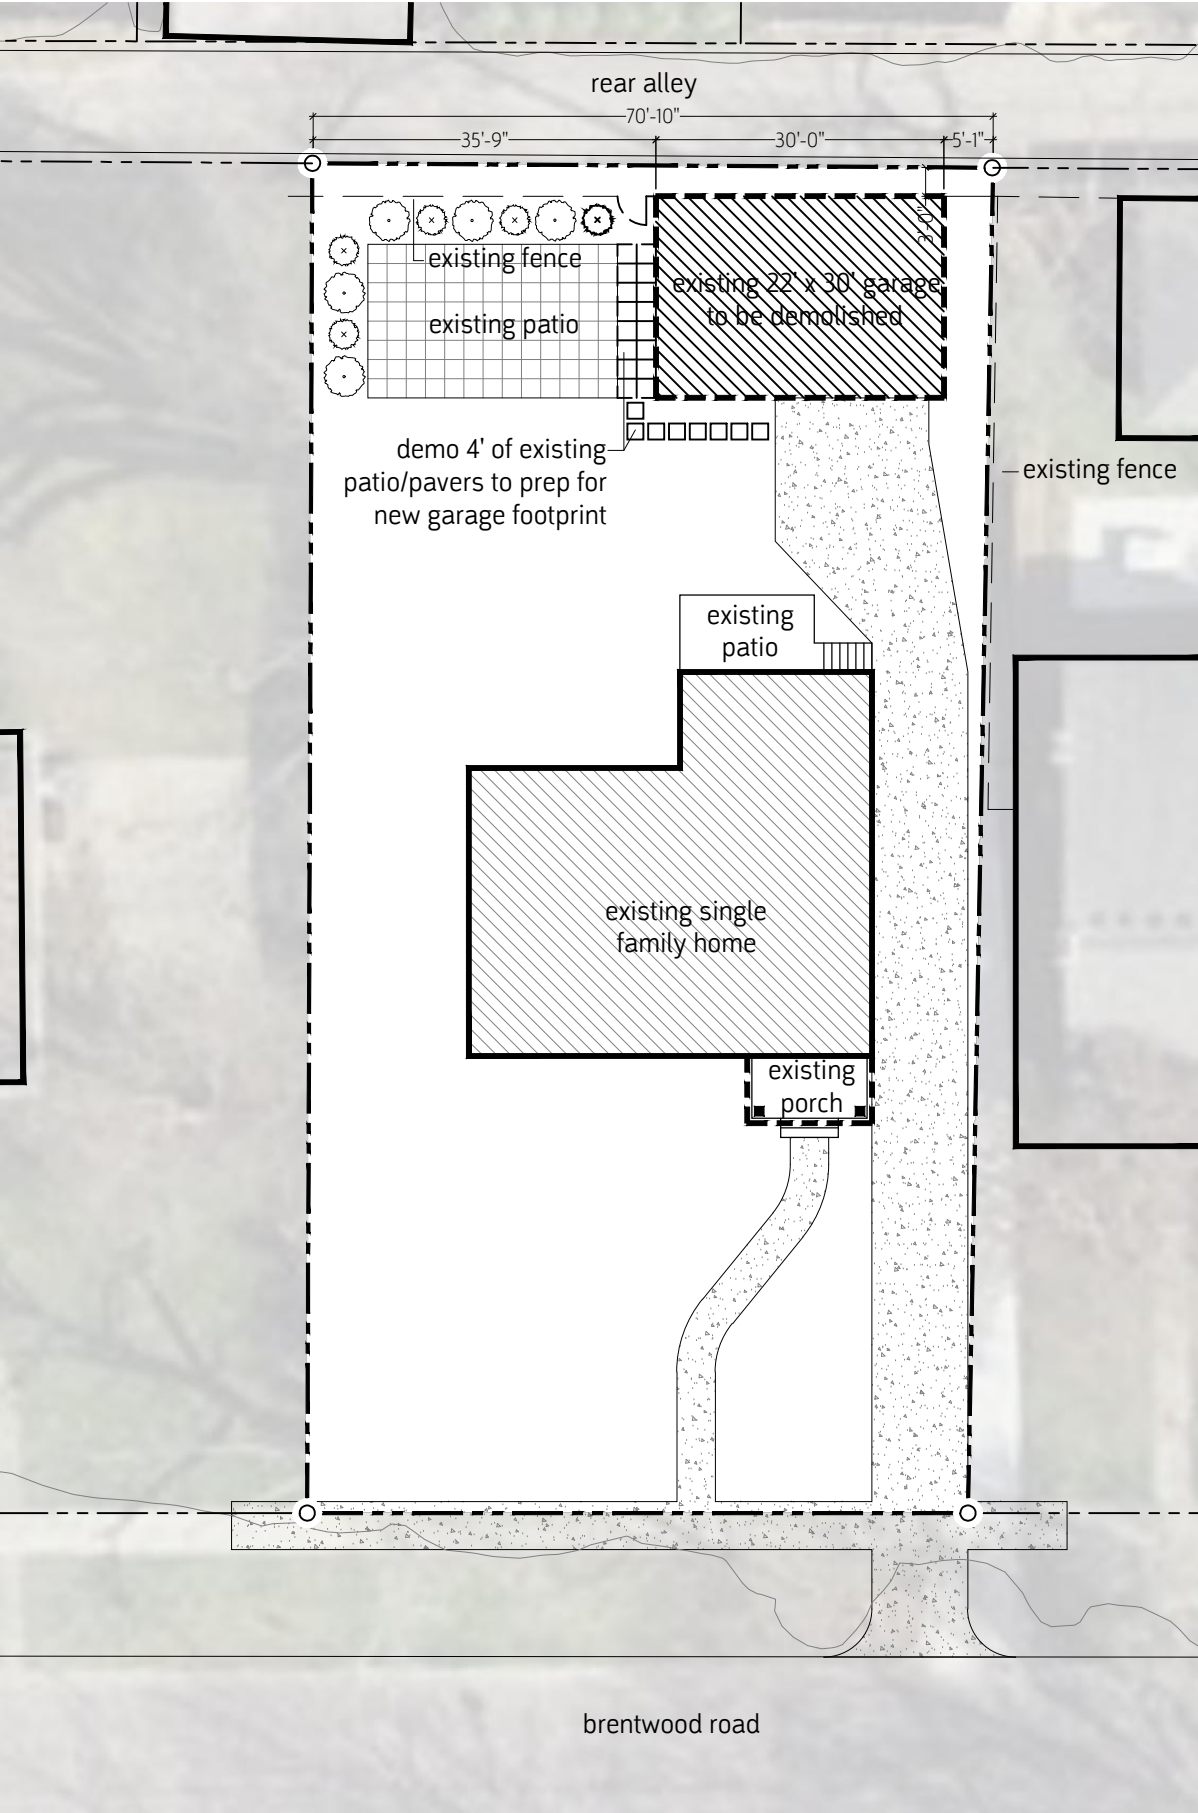 rear alley
70'-10"
35'-9"
30'-0"
5'-1"
3'-0"
existing fence
existing 22' x 30' garage
to be demolished
existing patio
demo 4' of existing
patio/pavers to prep for
new garage footprint
existing fence
existing
patio
existing single
family home
existing
porch
brentwood road